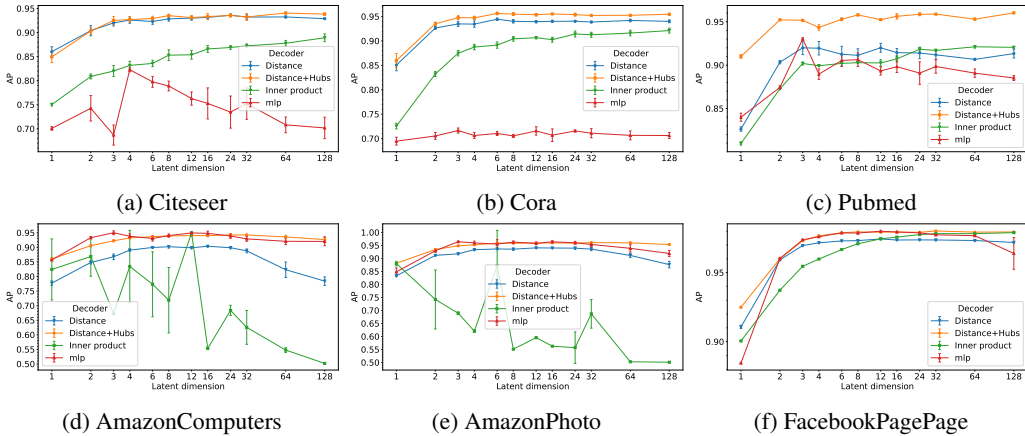 0.95
0.90
0.85
0.80
0.75
0.70
AP
Decoder
Distance
Distance+Hubs
Inner product
mlp
1 2 3 4 6 8 12 16 24 32 64 128
Latent dimension
(a) Citeseer
0.95
0.90
0.85
0.80
0.75
0.70
AP
Decoder
Distance
Distance+Hubs
Inner product
mlp
1 2 3 4 6 8 12 16 24 32 64 128
Latent dimension
(b) Cora
0.95
0.90
0.85
AP
Decoder
Distance
Distance+Hubs
Inner product
mlp
1 2 3 4 6 8 12 16 24 32 64 128
Latent dimension
(c) Pubmed
0.95
0.90
0.85
0.80
0.75
0.70
0.65
0.60
0.55
0.50
AP
Decoder
Distance
Distance+Hubs
Inner product
mlp
1 2 3 4 6 8 12 16 24 32 64 128
Latent dimension
(d) AmazonComputers
1.00
0.95
0.90
0.85
0.80
0.75
0.70
0.65
0.60
0.55
0.50
AP
Decoder
Distance
Distance+Hubs
Inner product
mlp
1 2 3 4 6 8 12 16 24 32 64 128
Latent dimension
(e) AmazonPhoto
0.95
0.90
AP
Decoder
Distance
Distance+Hubs
Inner product
mlp
1 2 3 4 6 8 12 16 24 32 64 128
Latent dimension
(f) FacebookPagePage